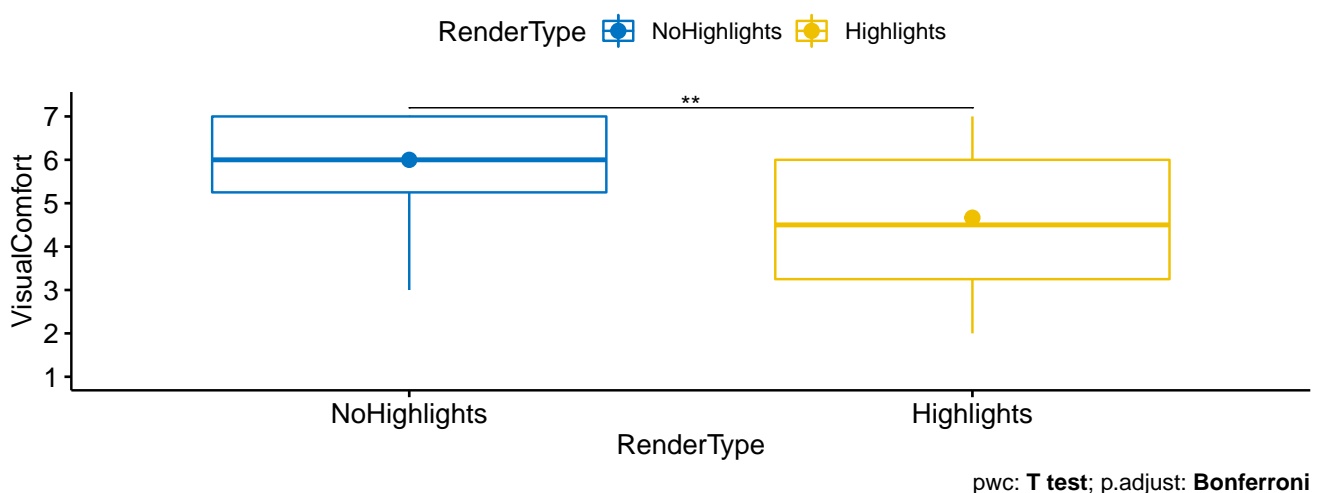 RenderType NoHighlights Highlights
**
7
6
5
4
3
2
1
VisualComfort
NoHighlights Highlights
RenderType
pwc: T test; p.adjust: Bonferroni